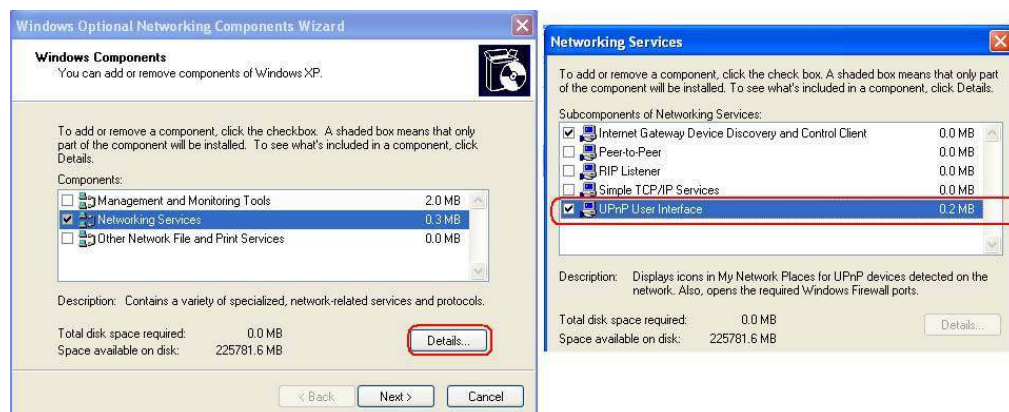 Windows Optional Networking Components Wizard
Windows Components
You can add or remove components of Windows XP.
To add or remove a component, click the checkbox. A shaded box means that only
part of the component will be installed. To see what's included in a component, click
Details.
Components:
Management and Monitoring Tools 2.0 MB
Networking Services 0.3 MB
Other Network File and Print Services 0.0 MB
Description: Contains a variety of specialized, network-related services and protocols.
Total disk space required: 0.0 MB
Space available on disk: 225781.6 MB
Details...
< Back
Next >
Cancel
Networking Services
To add or remove a component, click the check box. A shaded box means that only part
of the component will be installed. To see what's included in a component, click Details.
Subcomponents of Networking Services:
Internet Gateway Device Discovery and Control Client 0.0 MB
Peer-to-Peer 0.0 MB
RIP Listener 0.0 MB
Simple TCP/IP Services 0.0 MB
UPnP User Interface 0.2 MB
Description: Displays icons in My Network Places for UPnP devices detected on the
network. Also, opens the required Windows Firewall ports.
Total disk space required: 0.0 MB
Space available on disk: 225781.6 MB
Details...